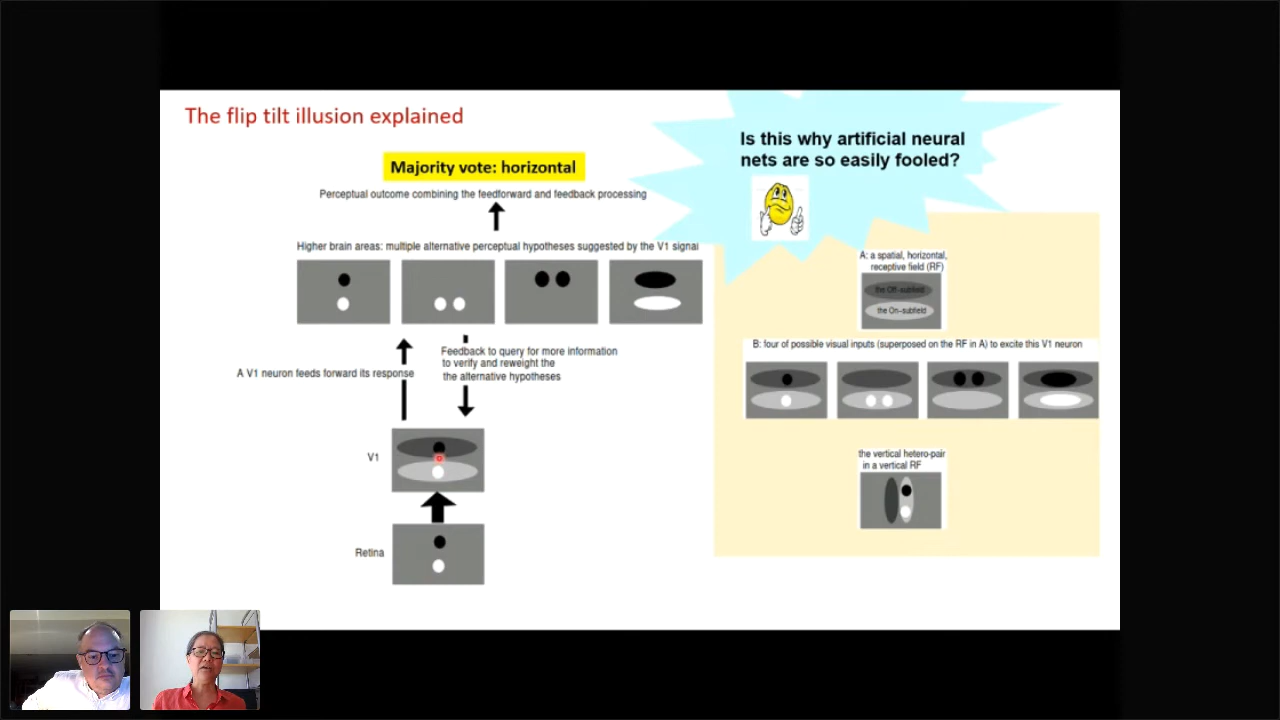 The flip tilt illusion explained
Is this why artificial neural
nets are so easily fooled?
Majority vote: horizontal
Perceptual outcome combining the feedforward and feedback processing
Higher brain areas: multiple alternative perceptual hypotheses suggested by the V1 signal
A V1 neuron feeds forward its response
Feedback to query for more information
to verify and reweight the
the alternative hypotheses
V1
Retina
A: a spatial, horizontal,
receptive field (RF)
the Off-subfield
the On-subfield
B: four of possible visual inputs (superposed on the RF in A) to excite this V1 neuron
the vertical hetero-pair
in a vertical RF